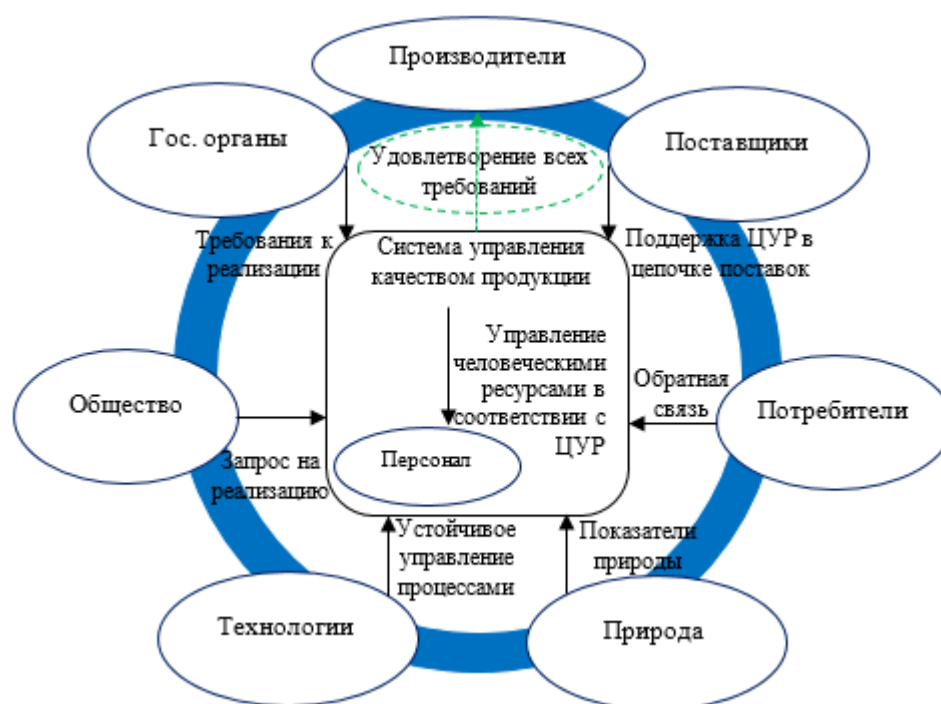 Производители
Гос. органы
Поставщики
Удовлетворение всех
требований
Требования к
реализации
Система управления
качеством продукции
Поддержка ЦУР в
цепочке поставок
Управление
человеческими
ресурсами в
соответствии с
ЦУР
Обратная
связь
Общество
Потребители
Персонал
Запрос на
реализацию
Устойчивое
управление
процессами
Показатели
природы
Технологии
Природа